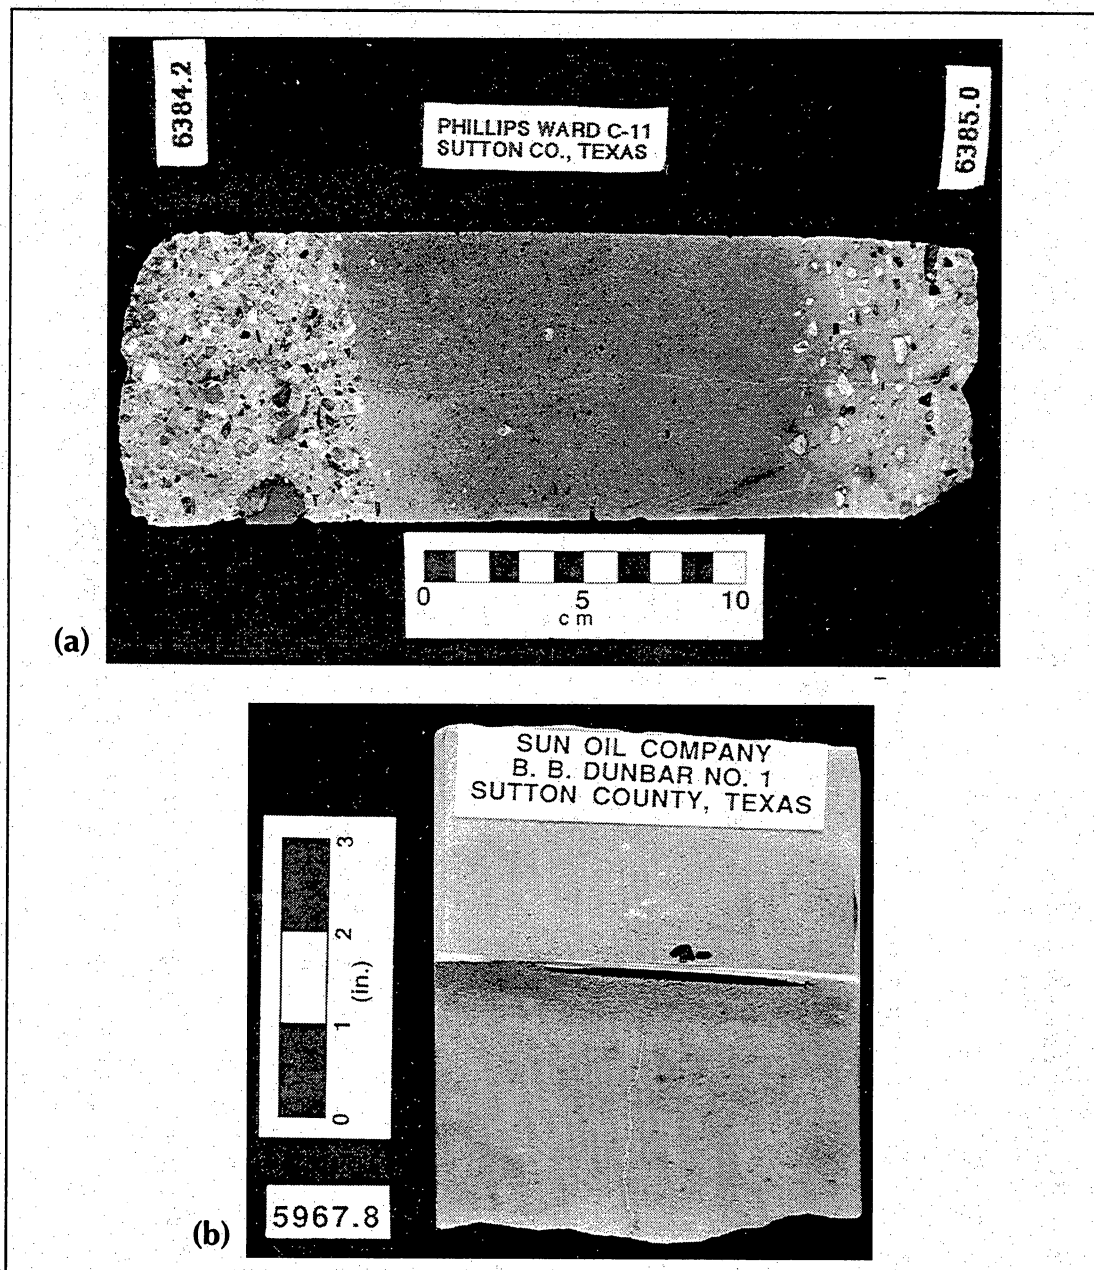 6384.2
PHILLIPS WARD C-11
SUTTON CO., TEXAS
6385.0
0 5 10
cm
(a)
SUN OIL COMPANY
B. B. DUNBAR NO. 1
SUTTON COUNTY, TEXAS
3
2
(in.)
1
0
5967.8
(b)